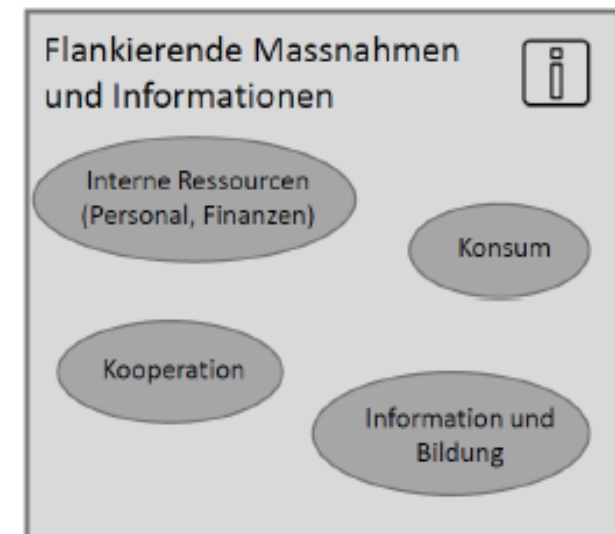 Flankierende Massnahmen
und Informationen
Interne Ressourcen
(Personal, Finanzen)
Konsum
Kooperation
Information und
Bildung